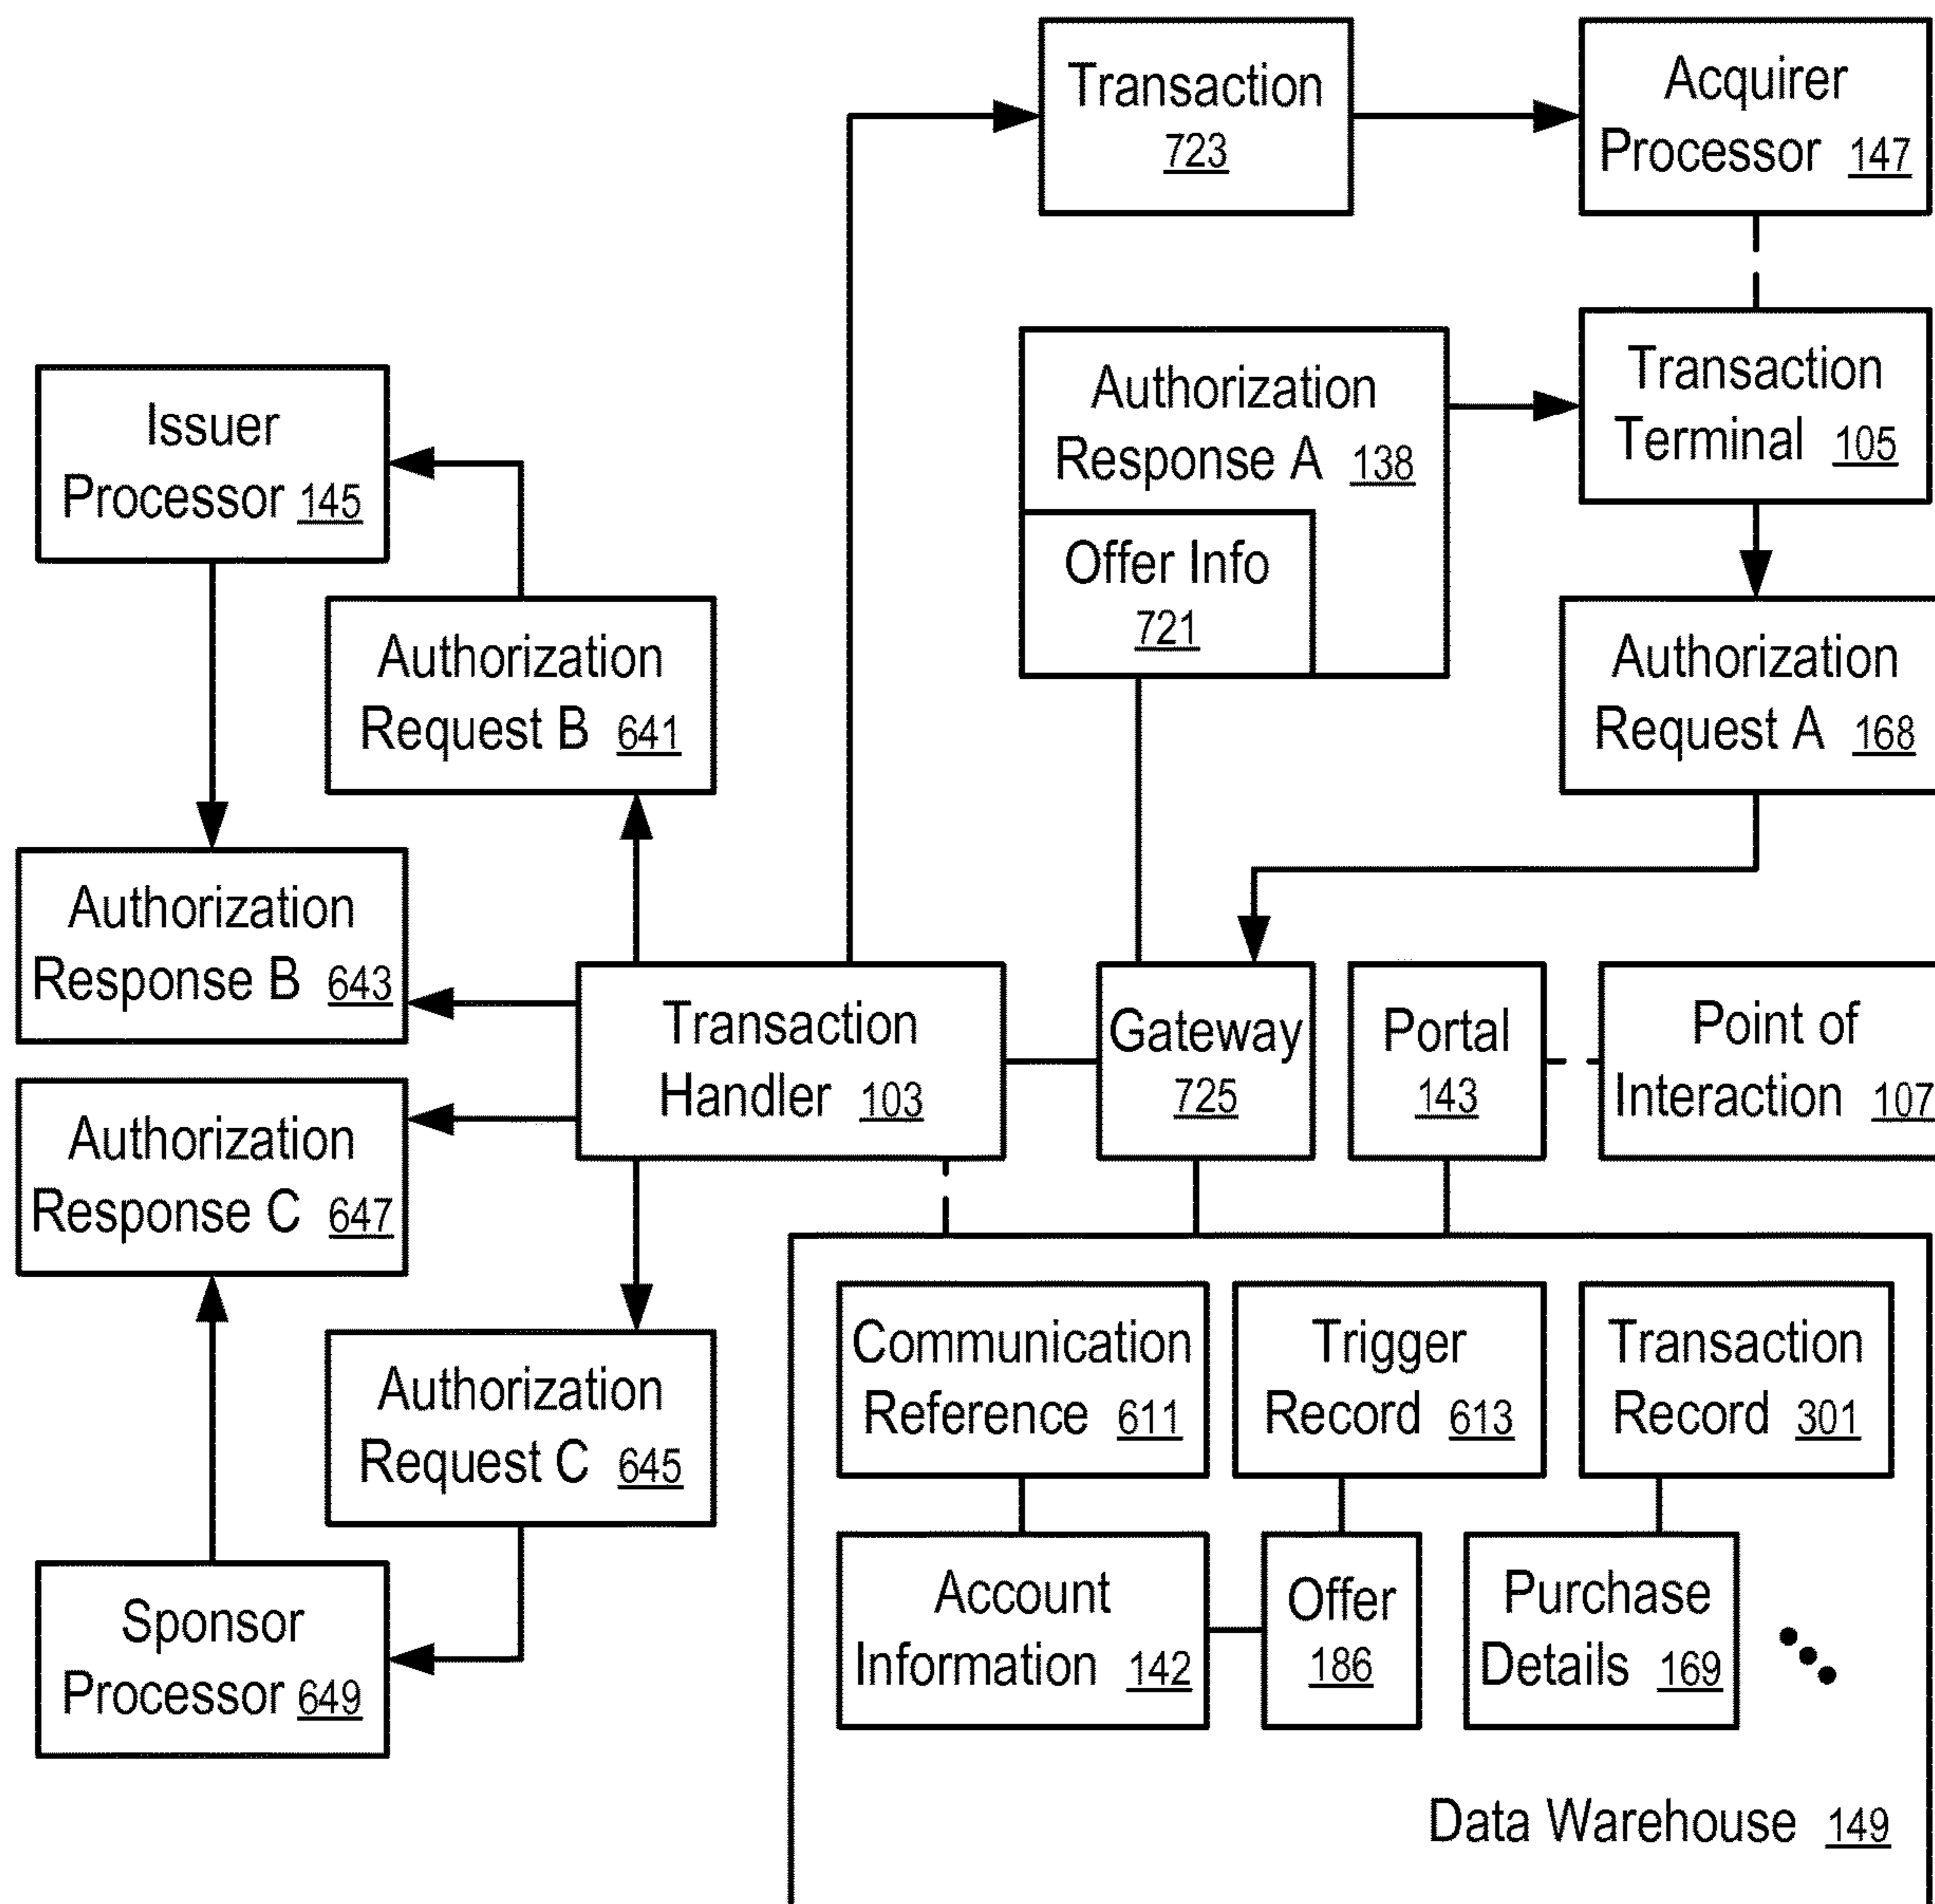 Transaction
723
Acquirer
Processor 147
Authorization
Response A 138
Offer Info
721
Transaction
Terminal 105
Issuer
Processor 145
Authorization
Request B 641
Authorization
Request A 168
Authorization
Response B 643
Transaction
Handler 103
Gateway
725
Portal
143
Point of
Interaction 107
Authorization
Response C 647
Authorization
Request C 645
Sponsor
Processor 649
Communication
Reference 611
Trigger
Record 613
Transaction
Record 301
Account
Information 142
Offer
186
Purchase
Details 169
Data Warehouse 149